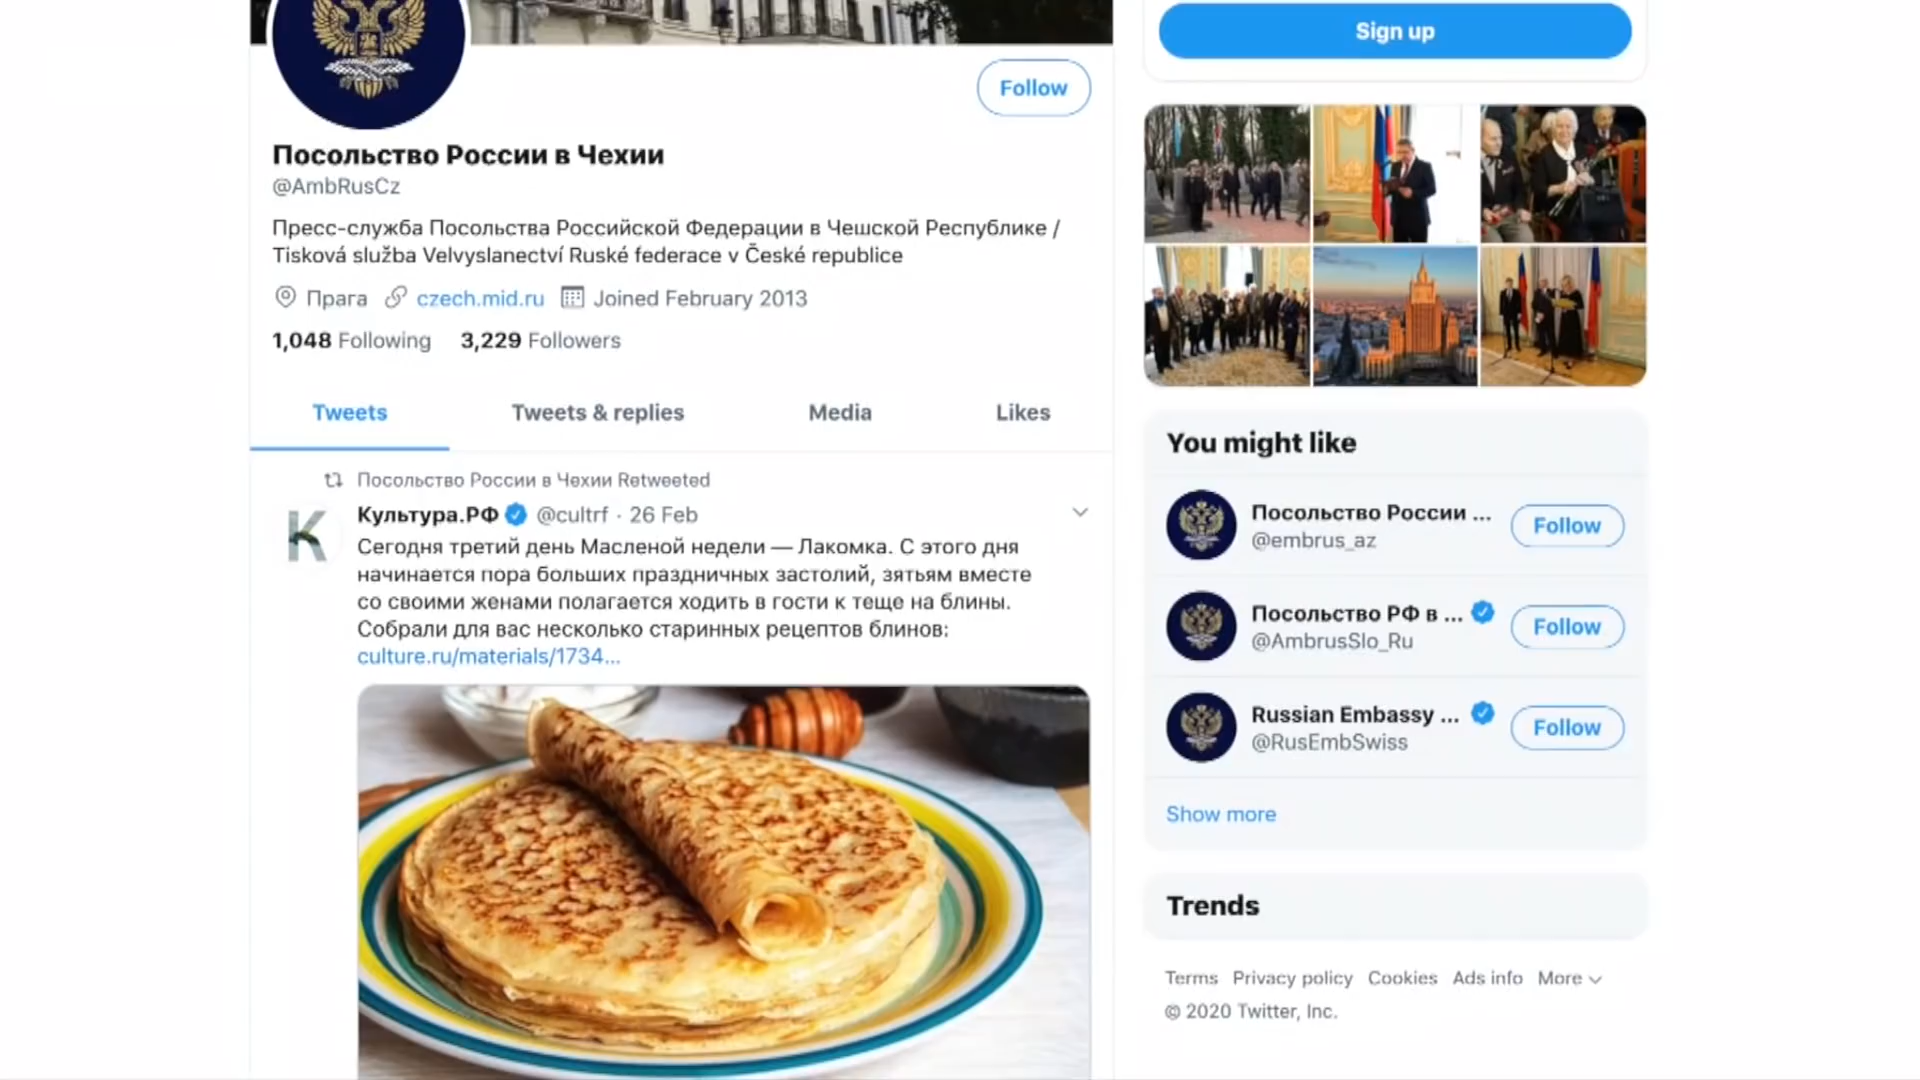 Follow
Посольство России в Чехии
@AmbRusCz
Пресс-служба Посольства Российской Федерации в Чешской Республике /
Tisková služba Velvyslanectví Ruské federace v České republice
Прага czech.mid.ru Joined February 2013
1,048 Following 3,229 Followers
Tweets Tweets & replies Media Likes
Посольство России в Чехии Retweeted
Культура.РФ @cultrf · 26 Feb
Сегодня третий день Масленой недели — Лакомка. С этого дня
начинается пора больших праздничных застолий, зятьям вместе
со своими женами полагается ходить в гости к теще на блины.
Собрали для вас несколько старинных рецептов блинов:
culture.ru/materials/1734...
Sign up
You might like
Посольство России ...
@embrus_az
Follow
Посольство РФ в ...
@AmbrusSlo_Ru
Follow
Russian Embassy ...
@RusEmbSwiss
Follow
Show more
Trends
Terms Privacy policy Cookies Ads info More
© 2020 Twitter, Inc.